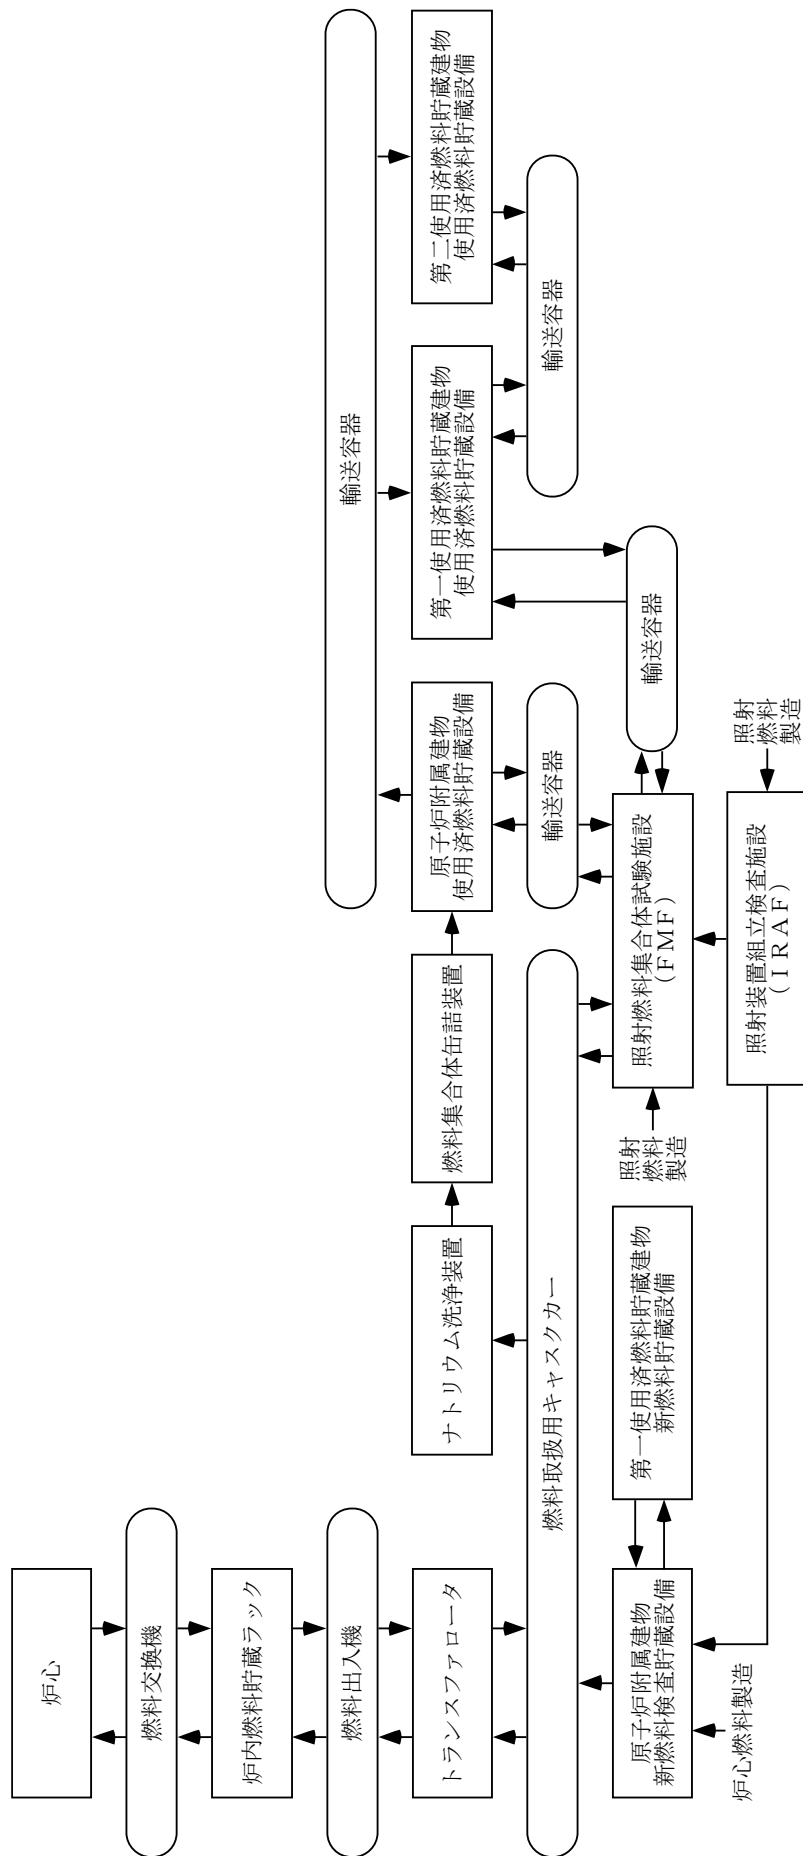 炉心
燃料交換機
炉内燃料貯蔵ラック
燃料出入機
トランスファロータ
燃料取扱用キャスクカー
原子炉附属建物
新燃料検査貯蔵設備
炉心燃料製造
第一使用済燃料貯蔵建物
新燃料貯蔵設備
ナトリウム洗浄装置
燃料集合体缶詰装置
原子炉附属建物
使用済燃料貯蔵設備
輸送容器
輸送容器
照射
燃料
製造
照射燃料集合体試験施設
(FMF)
照射装置組立検査施設
(IRAF)
照射
燃料
製造
輸送容器
第一使用済燃料貯蔵建物
使用済燃料貯蔵設備
輸送容器
第二使用済燃料貯蔵建物
使用済燃料貯蔵設備